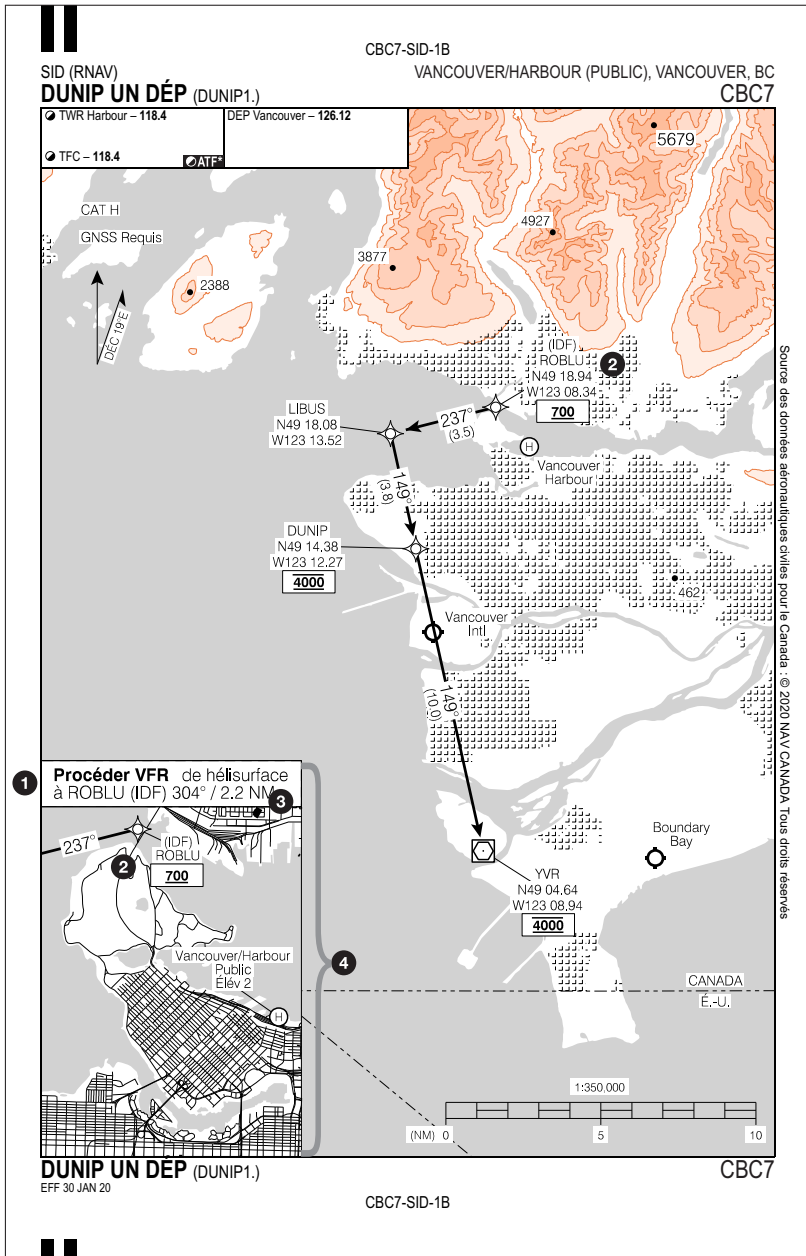 CBC7-SID-1B
SID (RNAV)
VANCOUVER/HARBOUR (PUBLIC), VANCOUVER, BC
DUNIP UN DÉP (DUNIP1.)
CBC7
TWR Harbour – 118.4
DEP Vancouver – 126.12
TFC – 118.4
ATF*
5679
CAT H
GNSS Requis
4927
3877
2388
DÉC 19°E
(IDF)
ROBLU
2
N49 18.94
W123 08.34
700
LIBUS
N49 18.08
W123 13.52
237°
(3.5)
H
Vancouver
Harbour
149°
(3.8)
DUNIP
N49 14.38
W123 12.27
4000
462
Vancouver
Intl
149°
(10.0)
1
Procéder VFR de hélisurface
à ROBLU (IDF) 304° / 2.2 NM
3
237°
(IDF)
ROBLU
2
700
Boundary
Bay
YVR
N49 04.64
W123 08.94
4000
4
Vancouver/Harbour
Public
Élév 2
H
CANADA
É.-U.
1:350,000
(NM) 0 5 10
Source des données aéronautiques civiles pour le Canada : © 2020 NAV CANADA Tous droits réservés
DUNIP UN DÉP (DUNIP1.)
CBC7
EFF 30 JAN 20
CBC7-SID-1B